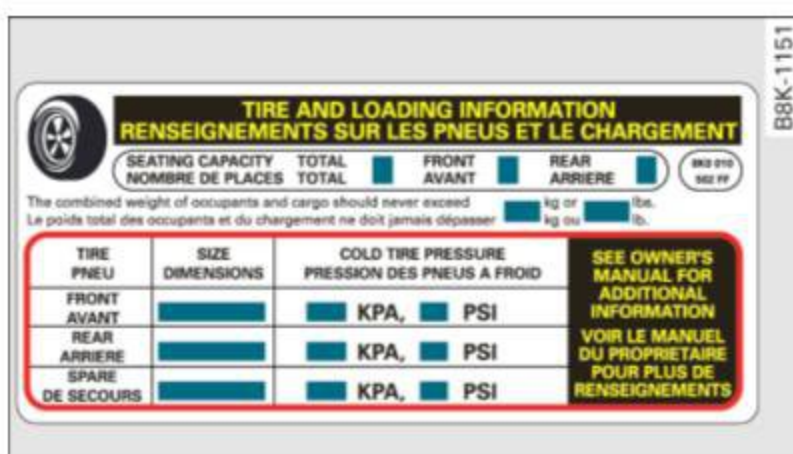 B8K-1151
TIRE AND LOADING INFORMATION
RENSEIGNEMENTS SUR LES PNEUS ET LE CHARGEMENT
SEATING CAPACITY TOTAL FRONT REAR
NOMBRE DE PLACES TOTAL AVANT ARRIERE
8K0 010
502 FF
The combined weight of occupants and cargo should never exceed kg or lbs.
Le poids total des occupants et du chargement ne doit jamais dépasser kg ou lb.
TIRE SIZE COLD TIRE PRESSURE
PNEU DIMENSIONS PRESSION DES PNEUS A FROID
FRONT
AVANT
KPA, PSI
REAR
ARRIERE
KPA, PSI
SPARE
DE SECOURS
KPA, PSI
SEE OWNER'S
MANUAL FOR
ADDITIONAL
INFORMATION
VOIR LE MANUEL
DU PROPRIETAIRE
POUR PLUS DE
RENSEIGNEMENTS